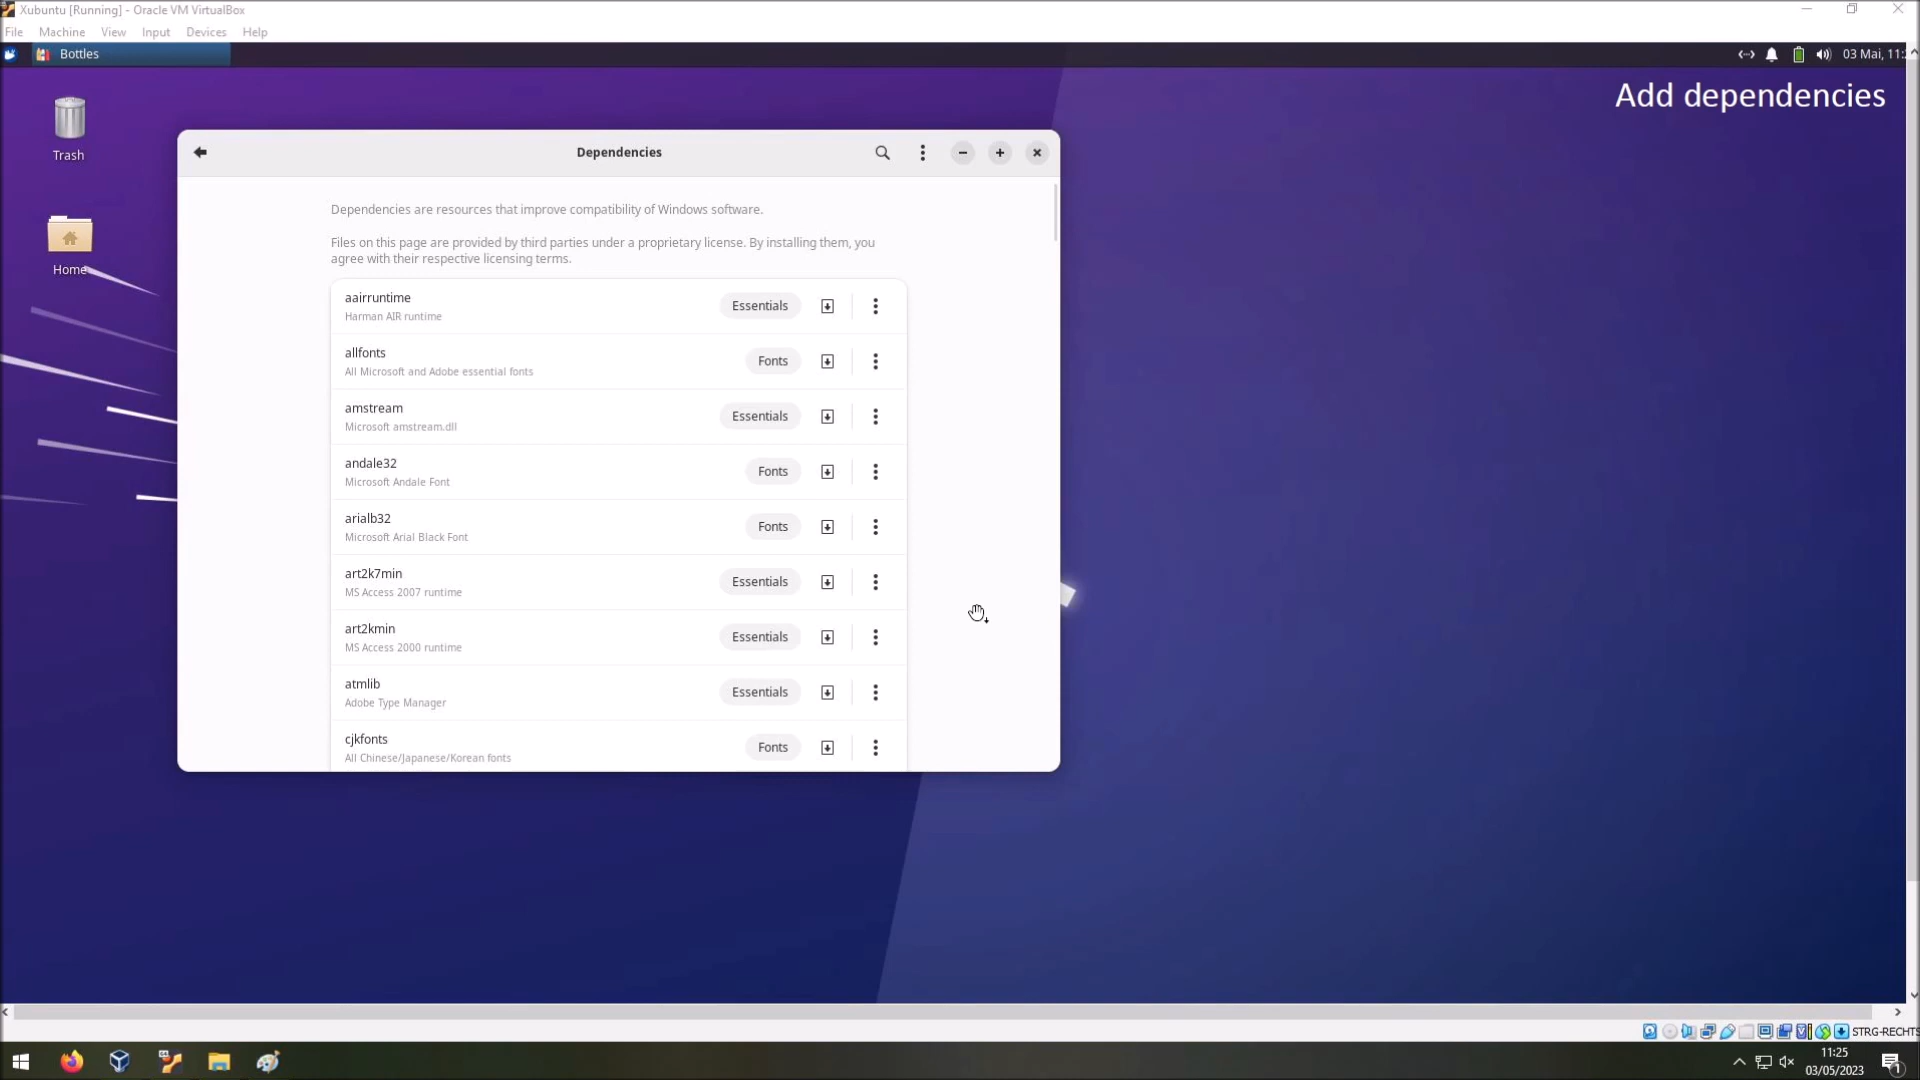 Xubuntu [Running] - Oracle VM VirtualBox
File Machine View Input Devices Help
Bottles
03 Mai, 11:
Add dependencies
Trash
Home
Dependencies
Dependencies are resources that improve compatibility of Windows software.
Files on this page are provided by third parties under a proprietary license. By installing them, you
agree with their respective licensing terms.
aairruntime
Harman AIR runtime
Essentials
allfonts
All Microsoft and Adobe essential fonts
Fonts
amstream
Microsoft amstream.dll
Essentials
andale32
Microsoft Andale Font
Fonts
arialb32
Microsoft Arial Black Font
Fonts
art2k7min
MS Access 2007 runtime
Essentials
art2kmin
MS Access 2000 runtime
Essentials
atmlib
Adobe Type Manager
Essentials
cjkfonts
All Chinese/Japanese/Korean fonts
Fonts
STRG-RECHTS
11:25
03/05/2023
1